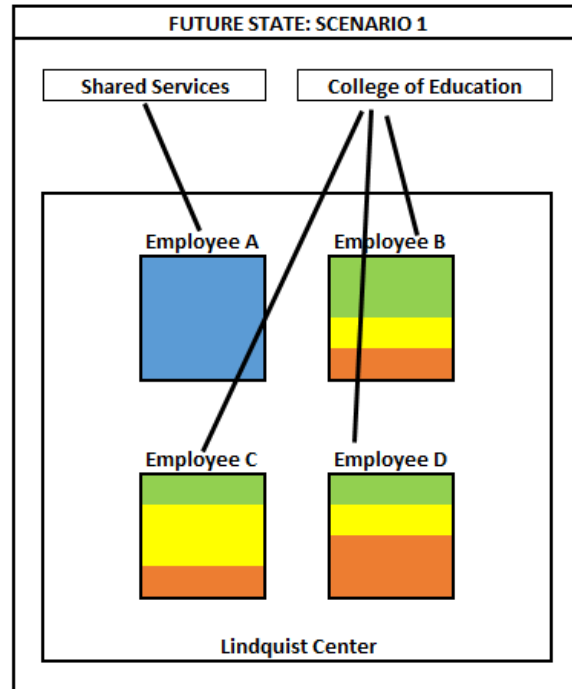 FUTURE STATE: SCENARIO 1
Shared Services
College of Education
Employee A
Employee B
Employee C
Employee D
Lindquist Center